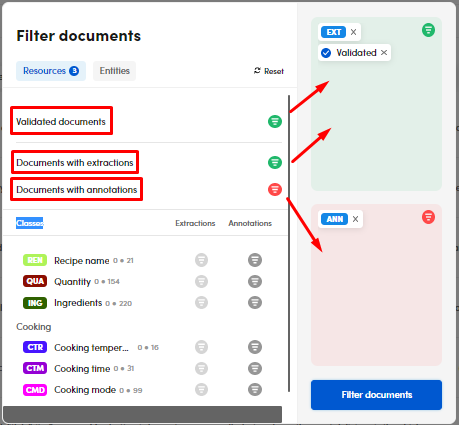 Filter documents
Resources 3 Entities Reset
Validated documents
Documents with extractions
Documents with annotations
Classes Extractions Annotations
REN Recipe name 0 • 21
QUA Quantity 0 • 154
ING Ingredients 0 • 220
Cooking
CTR Cooking temper... 0 • 16
CTM Cooking time 0 • 31
CMD Cooking mode 0 • 99
EXT ×
Validated ×
ANN ×
Filter documents